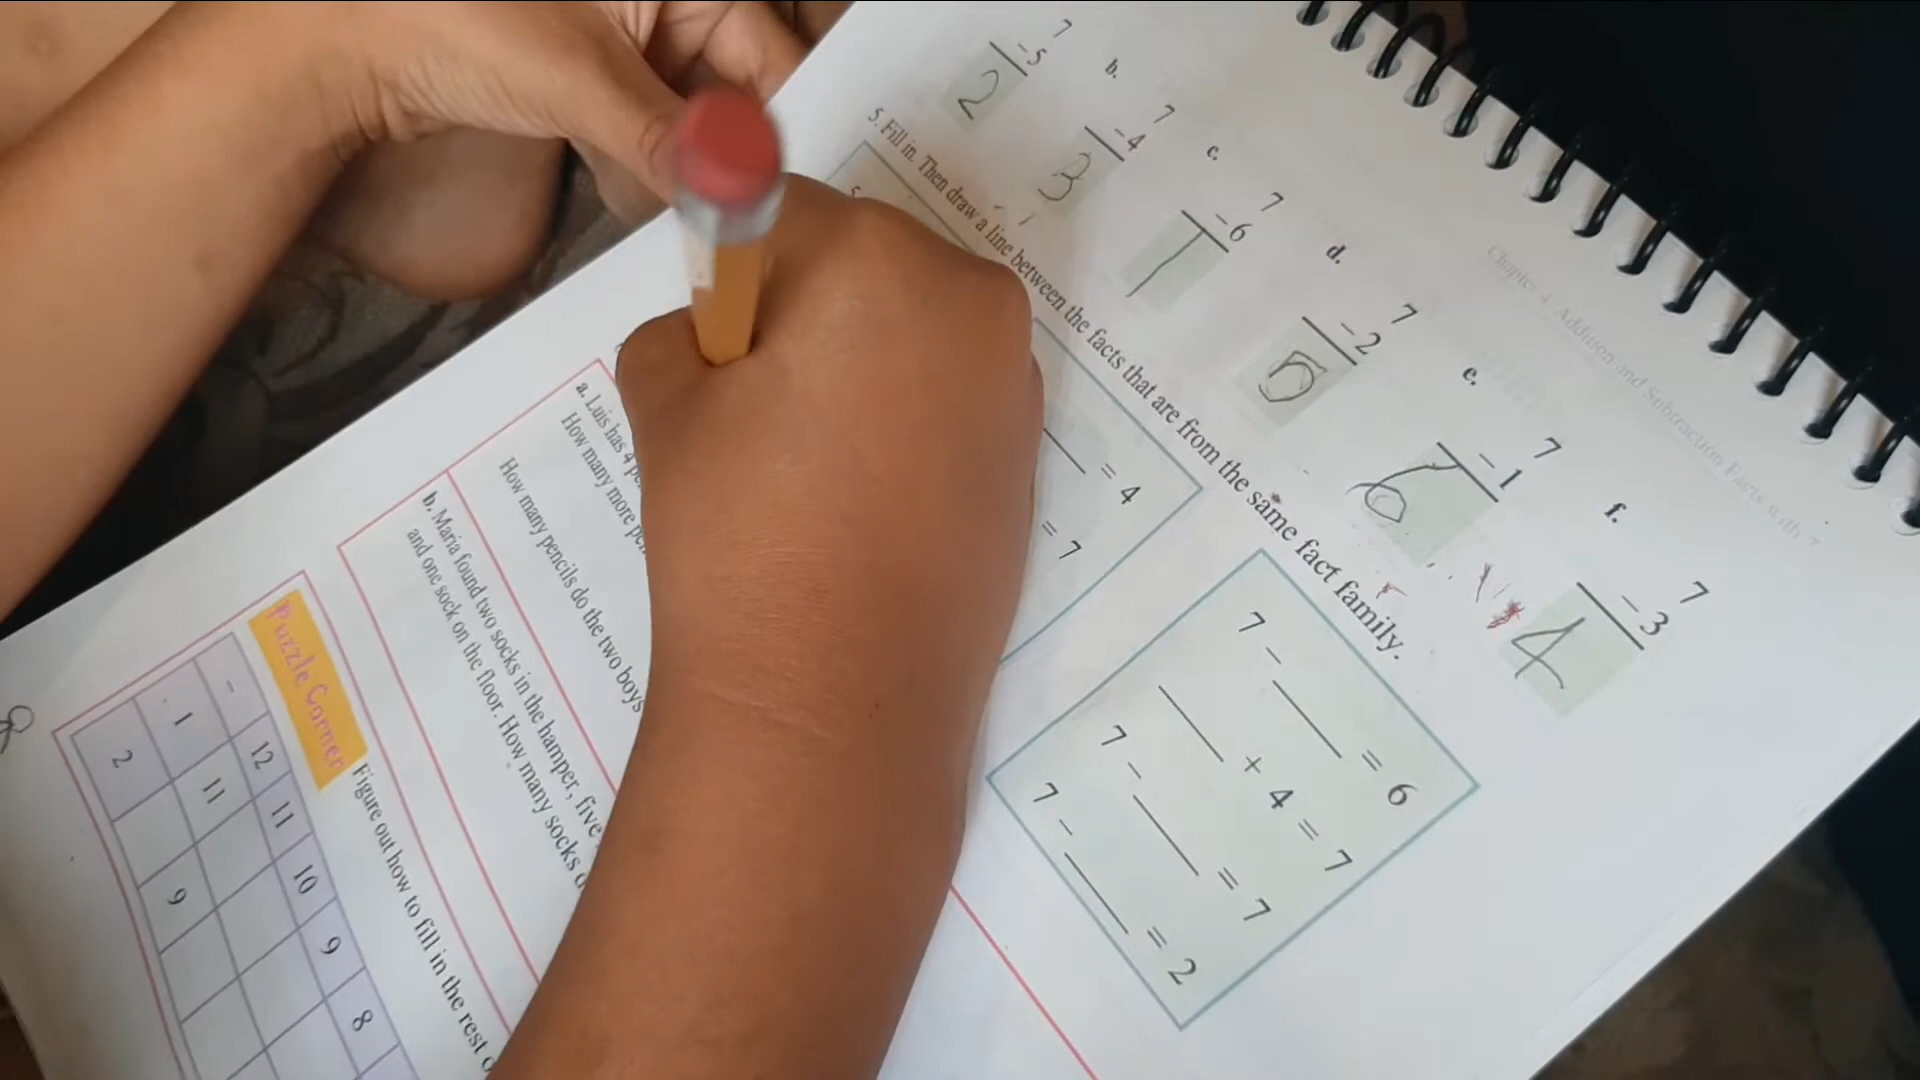 Chapter 4: Addition and Subtraction Facts with 7
7
-5
2
b.
7
-4
3
c.
7
-6
1
d.
7
-2
5
e.
7
-1
6
f.
7
-3
4
5. Fill in. Then draw a line between the facts that are from the same fact family.
= 4
= 7
7 - ____ = 6
____ + 4 = 7
7 - ____ = 7
7 - ____ = 2
a. Luis has 4
How many more
How many pencils do the two boys
b. Maria found two socks in the hamper, five
and one sock on the floor. How many socks
Puzzle Corner
Figure out how to fill in the rest
- 12 11 10 9 8
1 11
2 9